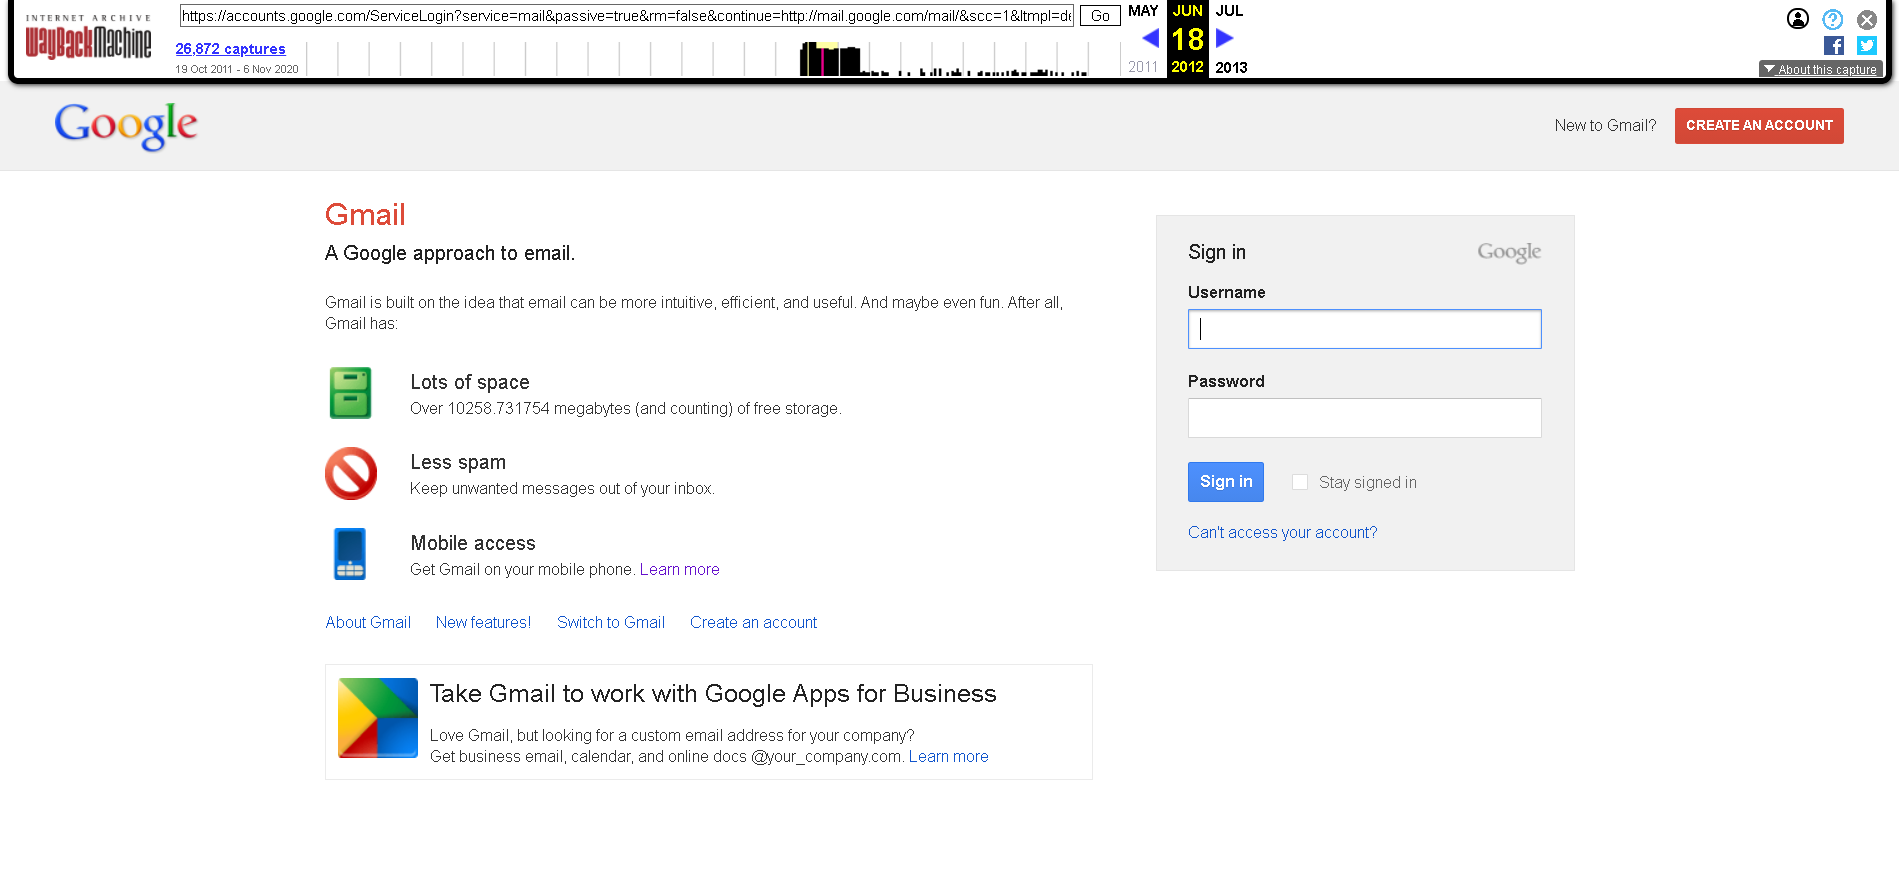 INTERNET ARCHIVE
WayBackMachine
https://accounts.google.com/ServiceLogin?service=mail&passive=true&rm=false&continue=http://mail.google.com/mail/&scc=1&ltmpl=de
Go
26,872 captures
19 Oct 2011 - 6 Nov 2020
MAY JUN JUL
18
2011 2012 2013
About this capture
Google
New to Gmail? CREATE AN ACCOUNT
Gmail
A Google approach to email.
Gmail is built on the idea that email can be more intuitive, efficient, and useful. And maybe even fun. After all,
Gmail has:
Lots of space
Over 10258.731754 megabytes (and counting) of free storage.
Less spam
Keep unwanted messages out of your inbox.
Mobile access
Get Gmail on your mobile phone. Learn more
About Gmail New features! Switch to Gmail Create an account
Take Gmail to work with Google Apps for Business
Love Gmail, but looking for a custom email address for your company?
Get business email, calendar, and online docs @your_company.com. Learn more
Sign in Google
Username
Password
Sign in Stay signed in
Can't access your account?